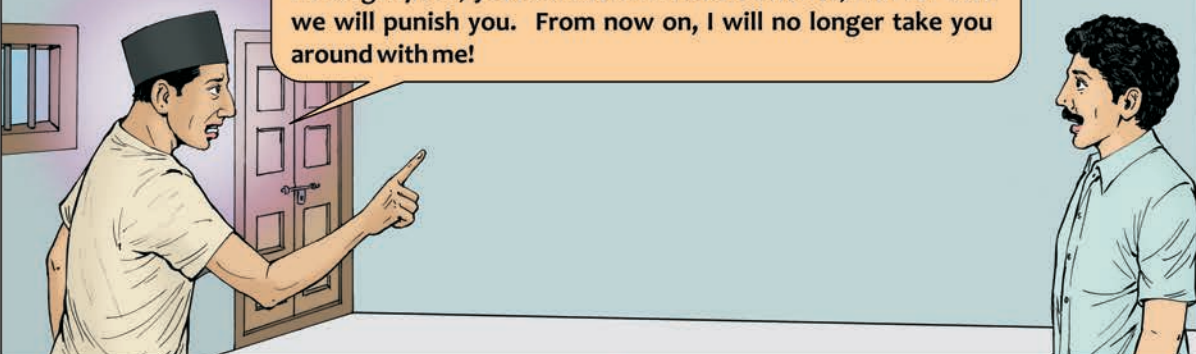 we will punish you. From now on, I will no longer take you
around with me!